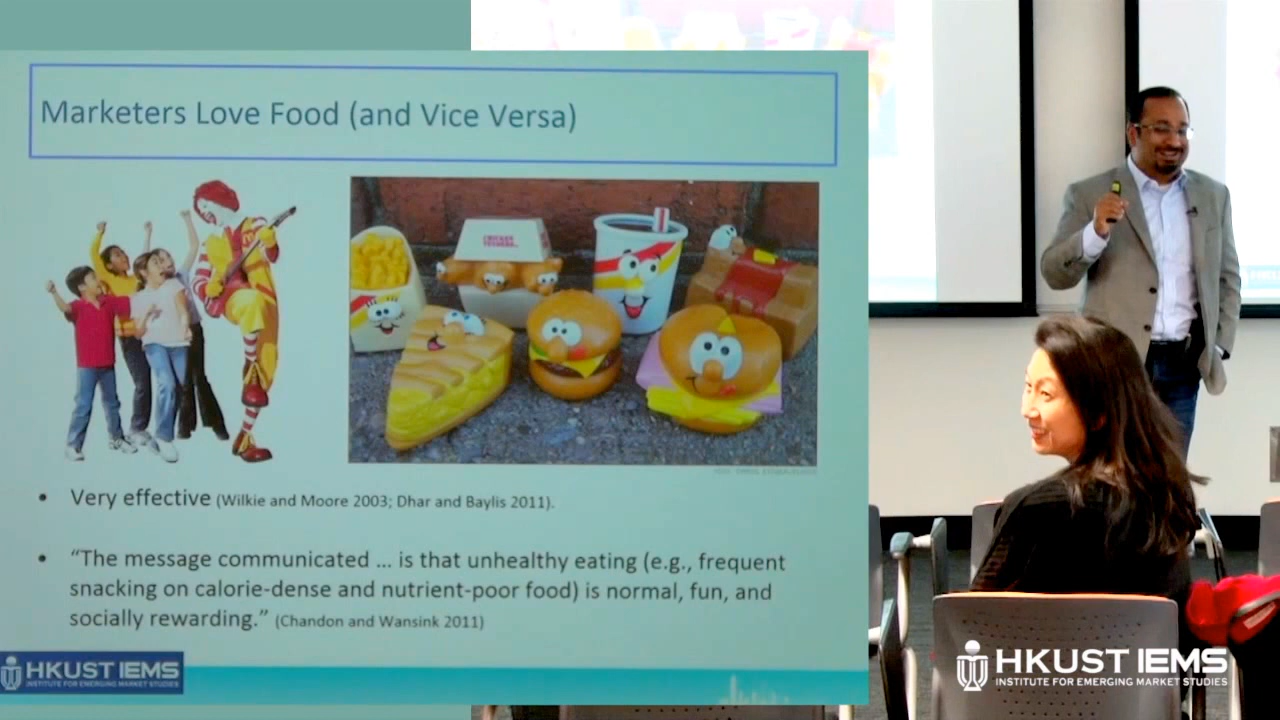 Marketers Love Food (and Vice Versa)
CHICKEN
TENDERS
• Very effective (Wilkie and Moore 2003; Dhar and Baylis 2011).
• “The message communicated ... is that unhealthy eating (e.g., frequent
snacking on calorie-dense and nutrient-poor food) is normal, fun, and
socially rewarding.” (Chandon and Wansink 2011)
HKUST IEMS
INSTITUTE FOR EMERGING MARKET STUDIES
HKUST IEMS
INSTITUTE FOR EMERGING MARKET STUDIES